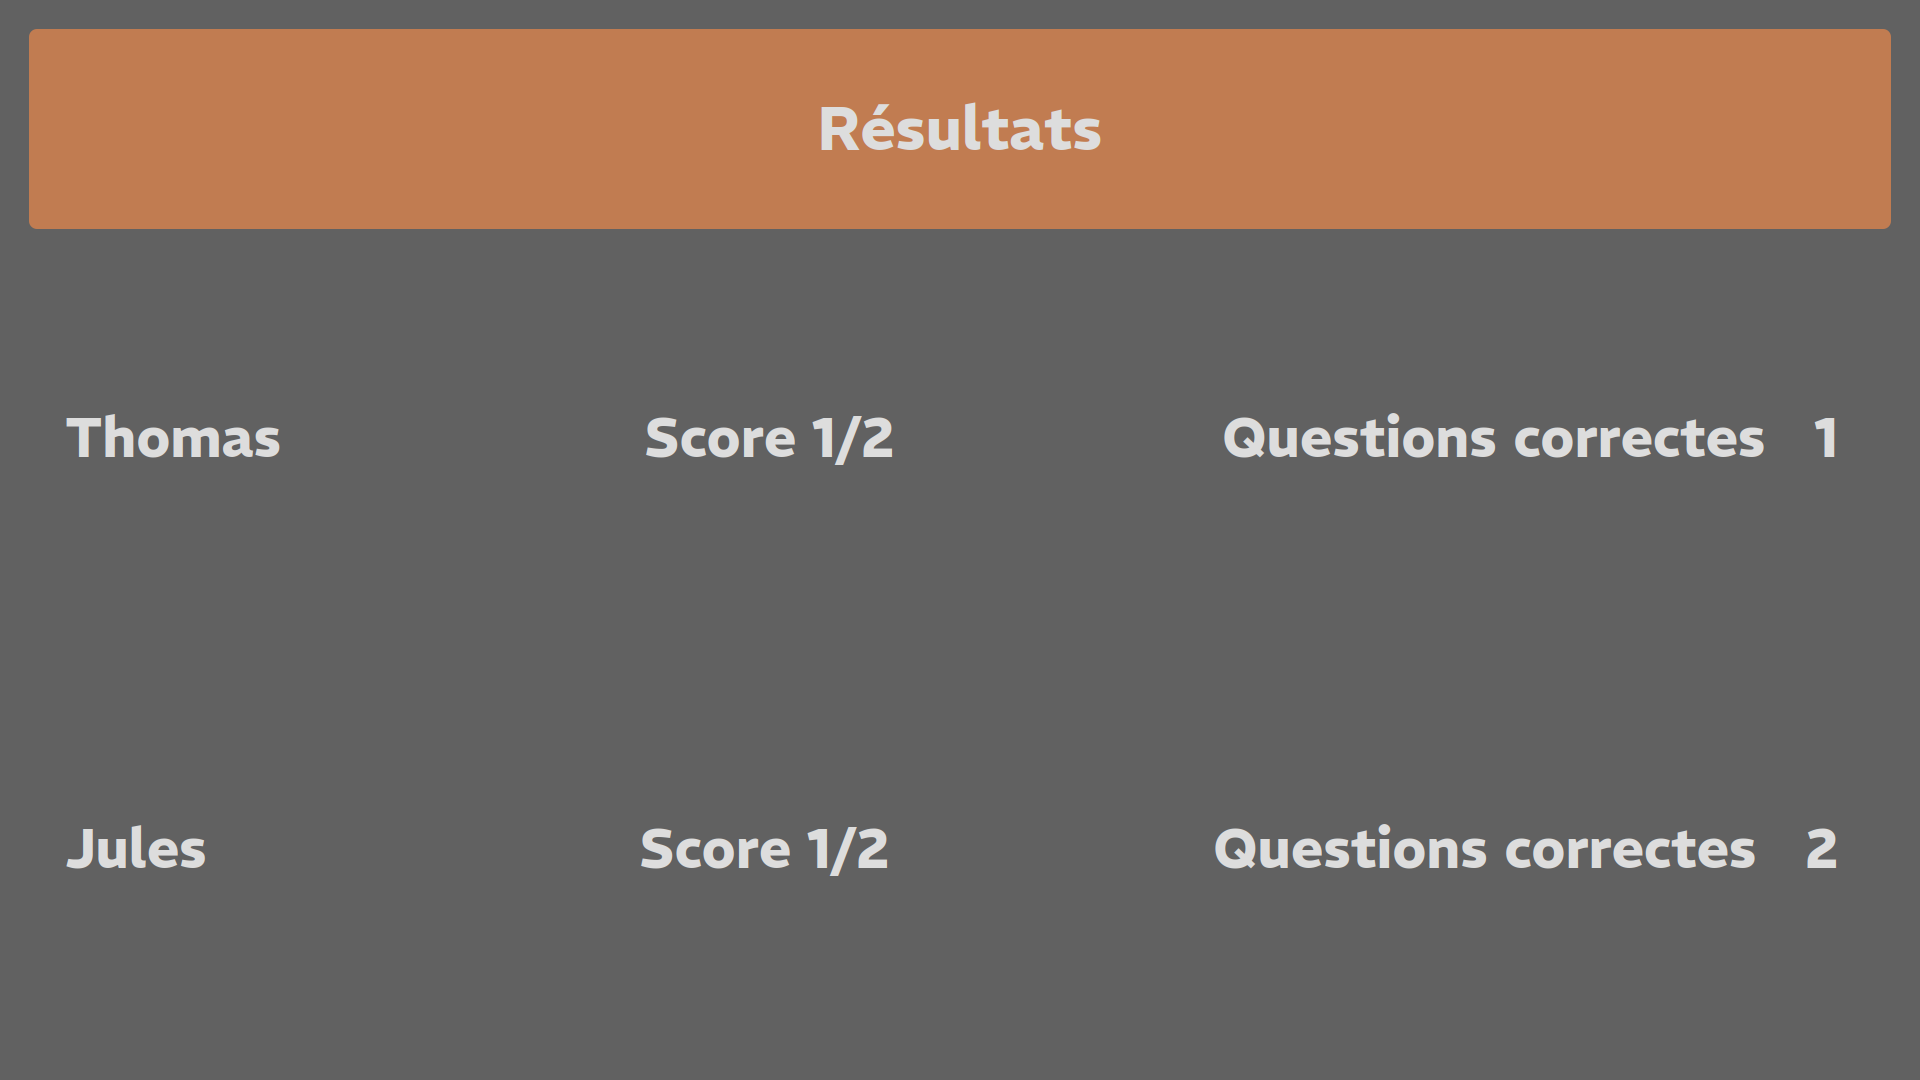 Résultats
Thomas Score 1/2 Questions correctes 1
Jules Score 1/2 Questions correctes 2